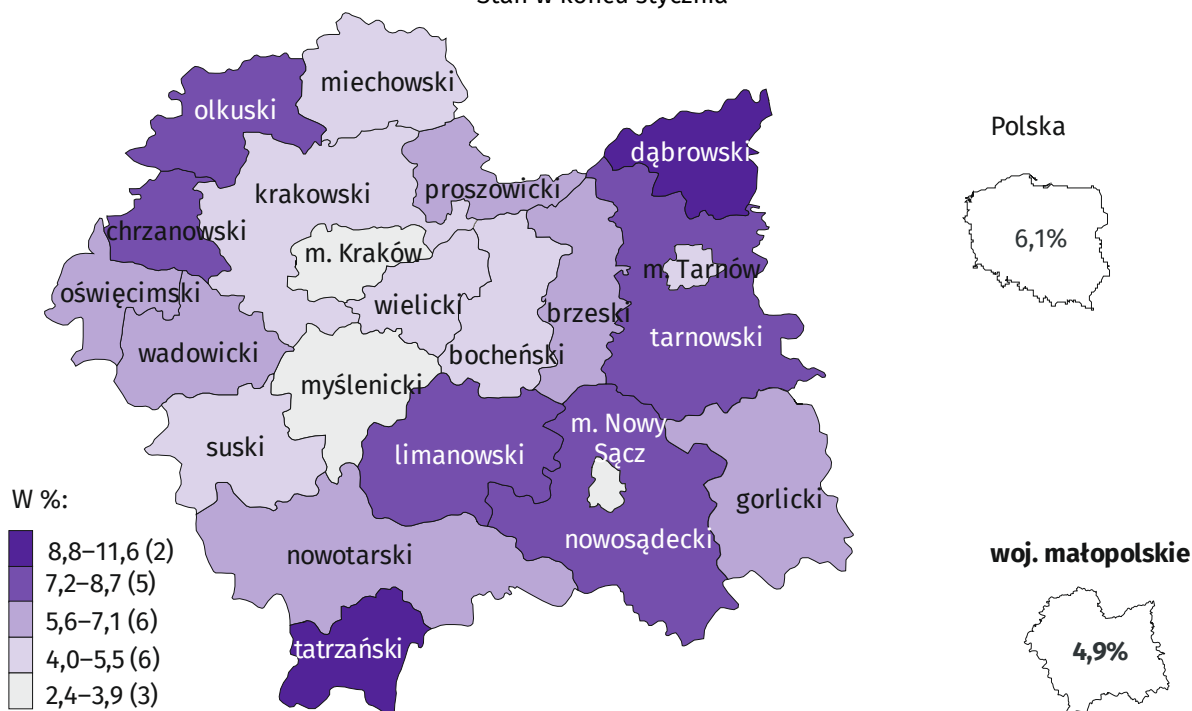 Stan w końcu stycznia
miechowski
olkuski
Polska
dąbrowski
krakowski
proszowicki
chrzanowski
m. Kraków
6,1%
m. Tarnów
oświęcimski
wielicki
brzeski
tarnowski
wadowicki
bocheński
myślenicki
m. Nowy
Sącz
suski
limanowski
gorlicki
W %:
nowosądecki
nowotarski
8,8–11,6 (2)
7,2–8,7 (5)
5,6–7,1 (6)
4,0–5,5 (6)
2,4–3,9 (3)
tatrzański
woj. małopolskie
4,9%